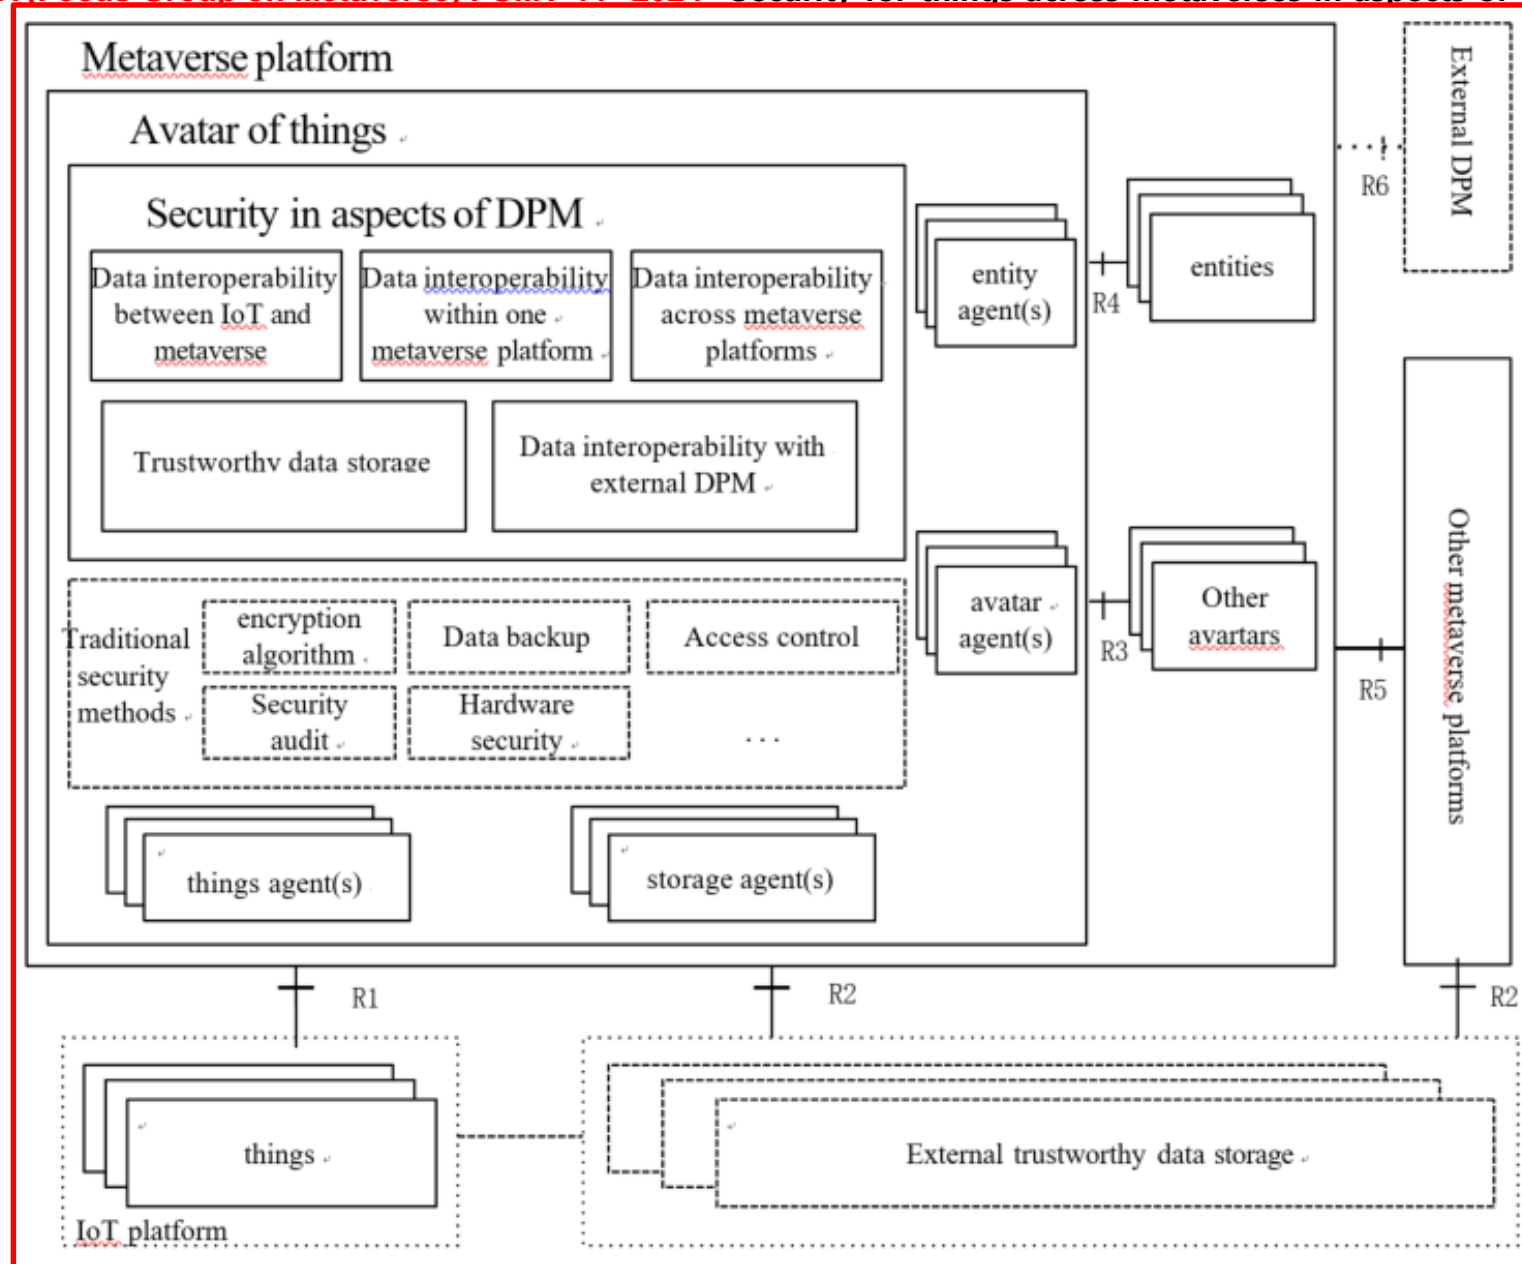 Metaverse platform
Avatar of things
Security in aspects of DPM
Data interoperability
between IoT and
metaverse
Data interoperability
within one
metaverse platform
Data interoperability
across metaverse
platforms
Trustworthy data storage
Data interoperability with
external DPM
Traditional
security
methods
encryption
algorithm
Data backup
Access control
Security
audit
Hardware
security
...
things agent(s)
storage agent(s)
entity
agent(s)
R4
entities
avatar
agent(s)
R3
Other
avartars
R6
External DPM
R5
Other metaverse platforms
R1
R2
R2
things
IoT platform
External trustworthy data storage